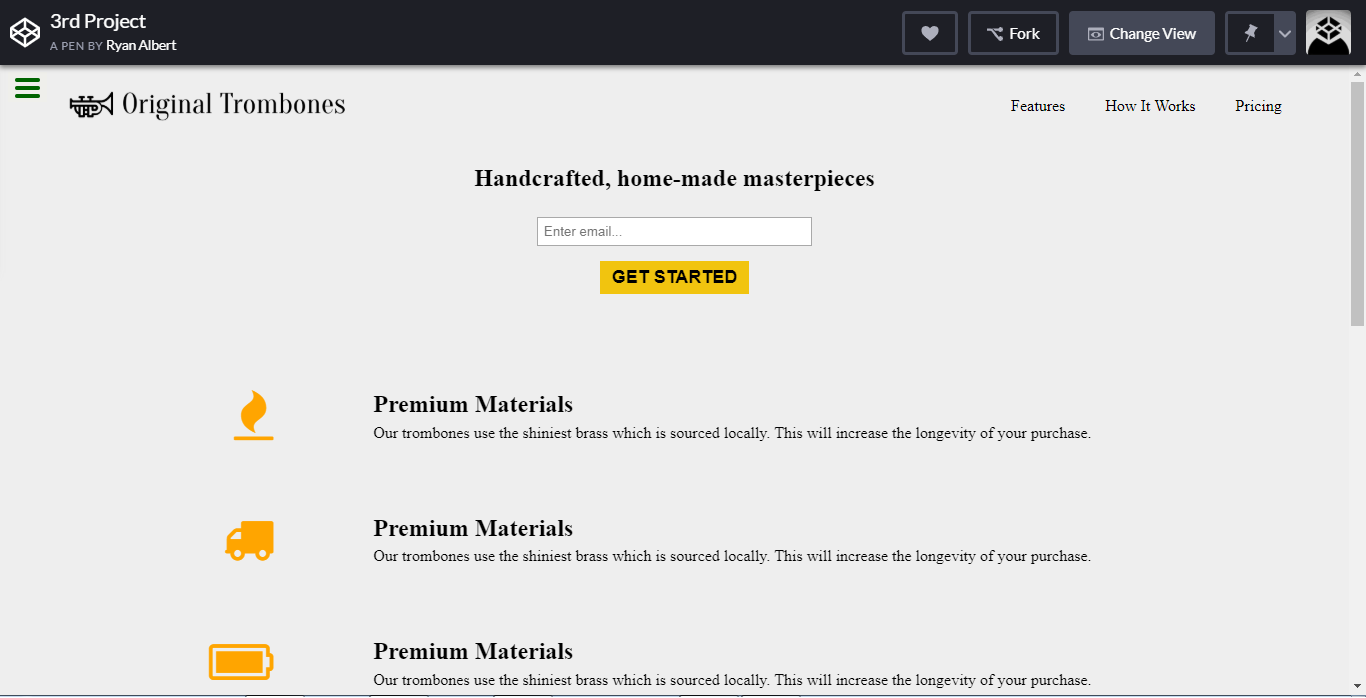 3rd Project
A PEN BY Ryan Albert
Fork
Change View
Original Trombones
Features
How It Works
Pricing
Handcrafted, home-made masterpieces
Enter email...
GET STARTED
Premium Materials
Our trombones use the shiniest brass which is sourced locally. This will increase the longevity of your purchase.
Premium Materials
Our trombones use the shiniest brass which is sourced locally. This will increase the longevity of your purchase.
Premium Materials
Our trombones use the shiniest brass which is sourced locally. This will increase the longevity of your purchase.